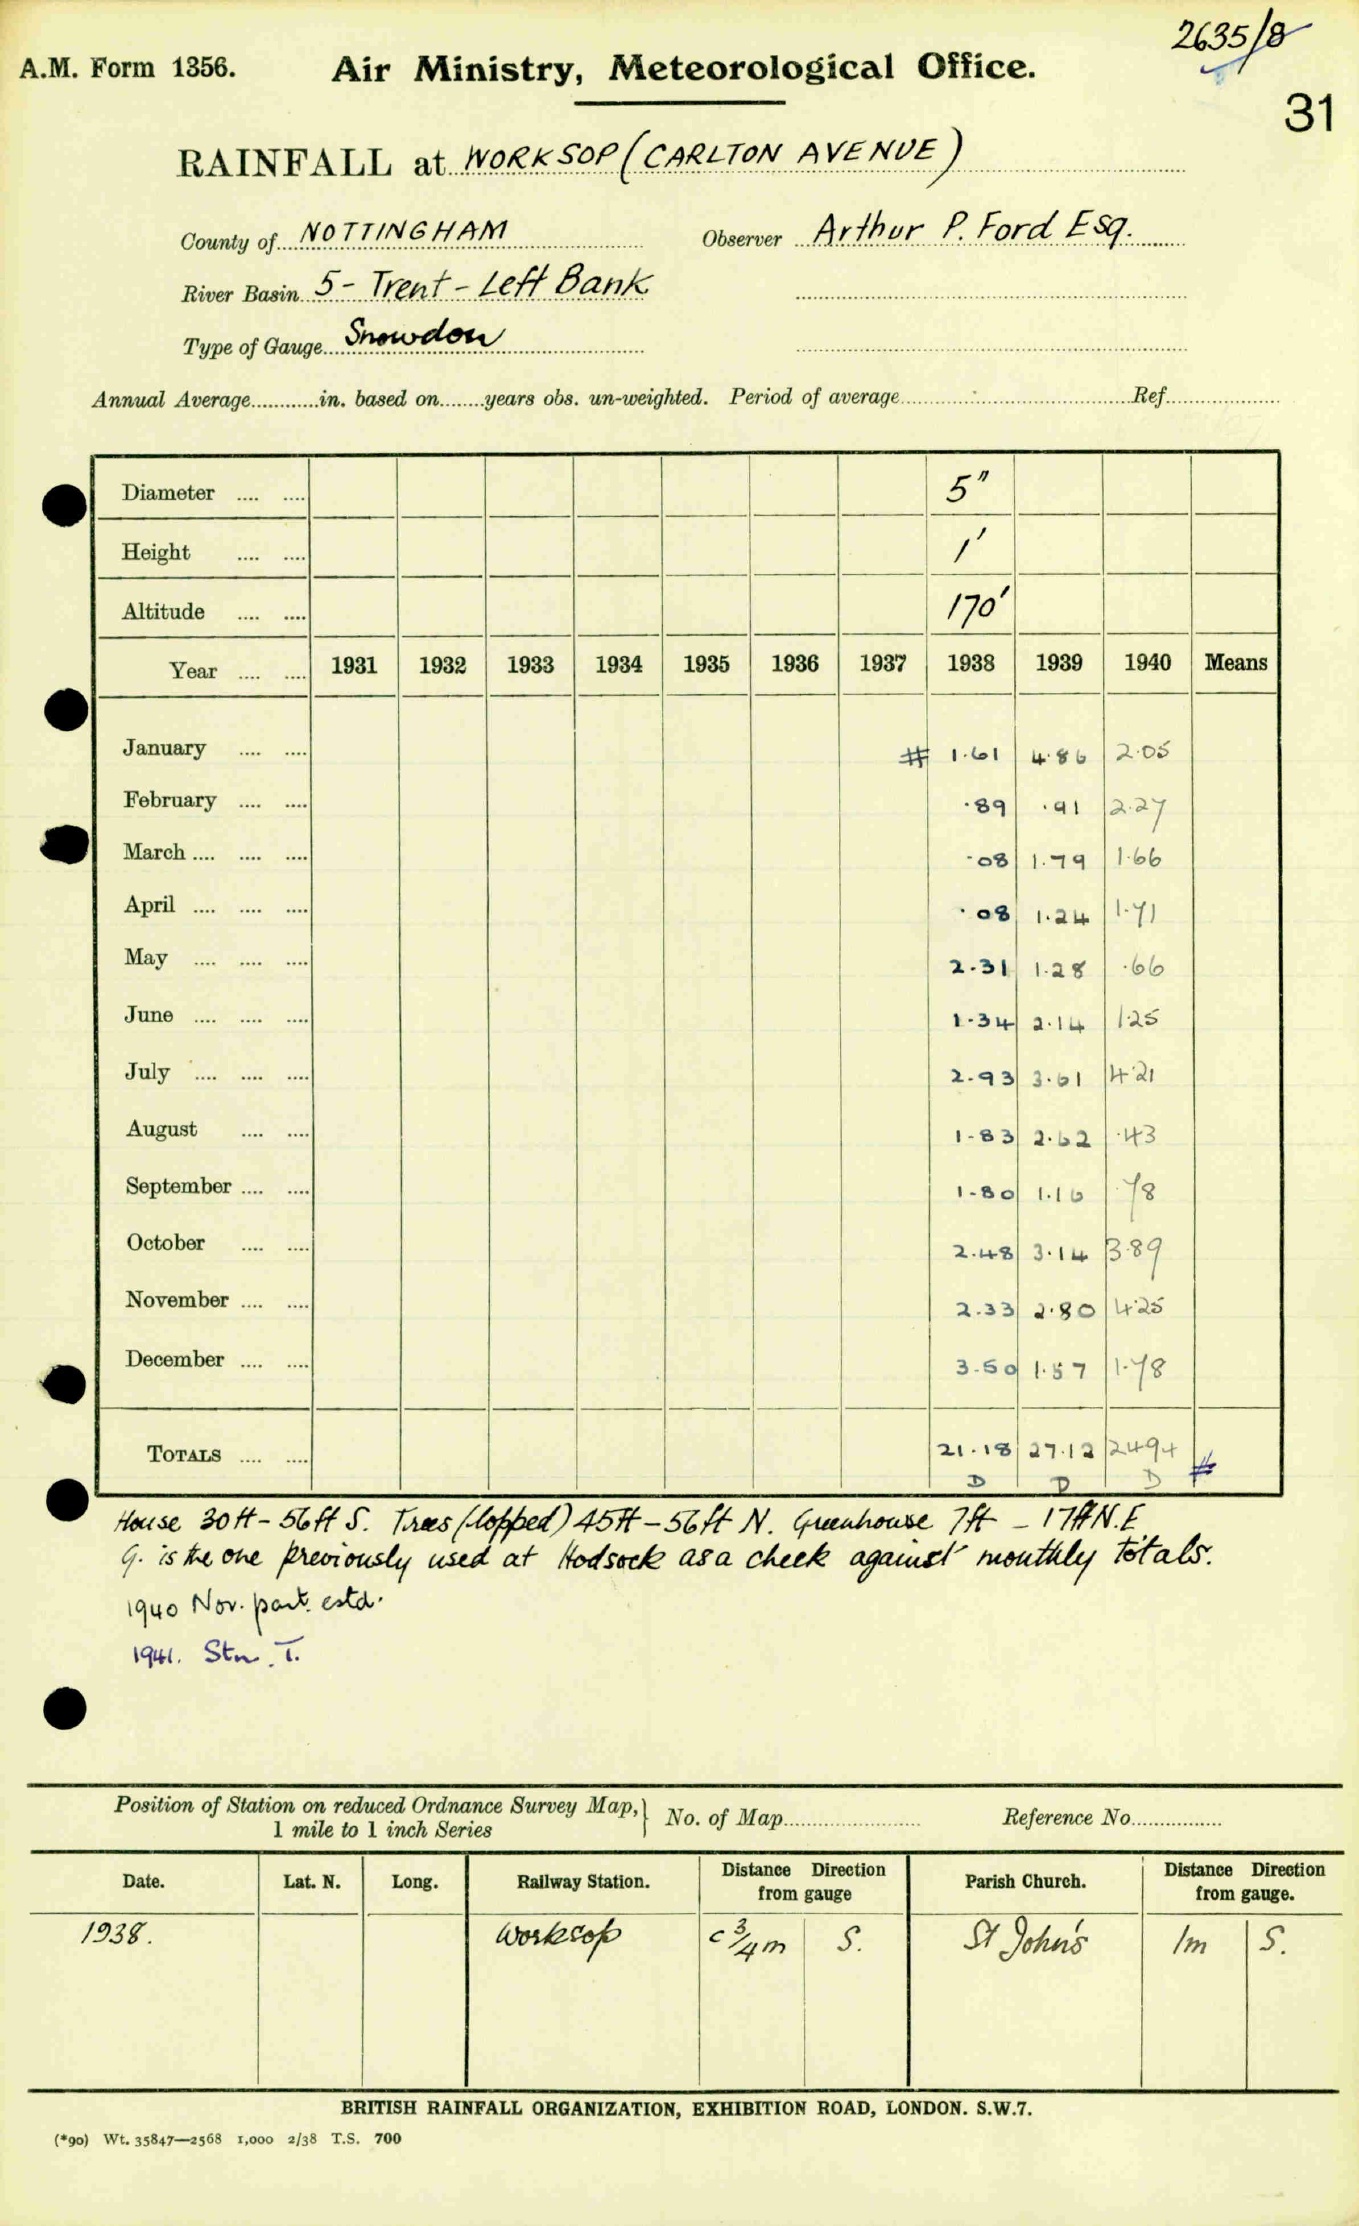 2635/8
A.M. Form 1356. Air Ministry, Meteorological Office.
31
RAINFALL at WORKSOP (CARLTON AVENUE)
County of NOTTINGHAM Observer Arthur P. Ford Esq.
River Basin 5 - Trent - Left Bank
Type of Gauge Snowdon
Annual Average............in. based on........years obs. un-weighted. Period of average........Ref........
Diameter .... .... 5"
Height .... .... 1'
Altitude .... .... 170'
Year .... .... 1931 1932 1933 1934 1935 1936 1937 1938 1939 1940 Means
January .... .... # 1.61 4.86 2.05
February .... .... .89 .91 2.27
March .... .... .... .08 1.79 1.66
April .... .... .... .08 1.24 1.71
May .... .... .... 2.31 1.28 .66
June .... .... .... 1.34 2.14 1.25
July .... .... .... 2.93 3.61 4.21
August .... .... 1.83 2.62 .43
September .... .... 1.80 1.16 .78
October .... .... 2.48 3.14 3.89
November .... .... 2.33 2.80 4.25
December .... .... 3.50 1.57 1.78
TOTALS .... .... 21.18 27.12 24.94 #
D D D
House 30ft - 56ft S. Trees (lopped) 45ft - 56ft N. Greenhouse 7ft - 17ft N.E
G. is the one previously used at Hodsock as a check against monthly totals.
1940 Nov. part. estd.
1941. Stn. T.
Position of Station on reduced Ordnance Survey Map, } No. of Map........ Reference No........
1 mile to 1 inch Series
Date. Lat. N. Long. Railway Station. Distance Direction from gauge Parish Church. Distance Direction from gauge.
1938. Worksop c 3/4 m S. St John's 1m S.
BRITISH RAINFALL ORGANIZATION, EXHIBITION ROAD, LONDON. S.W.7.
(*90) Wt. 35847—2568 1,000 2/38 T.S. 700